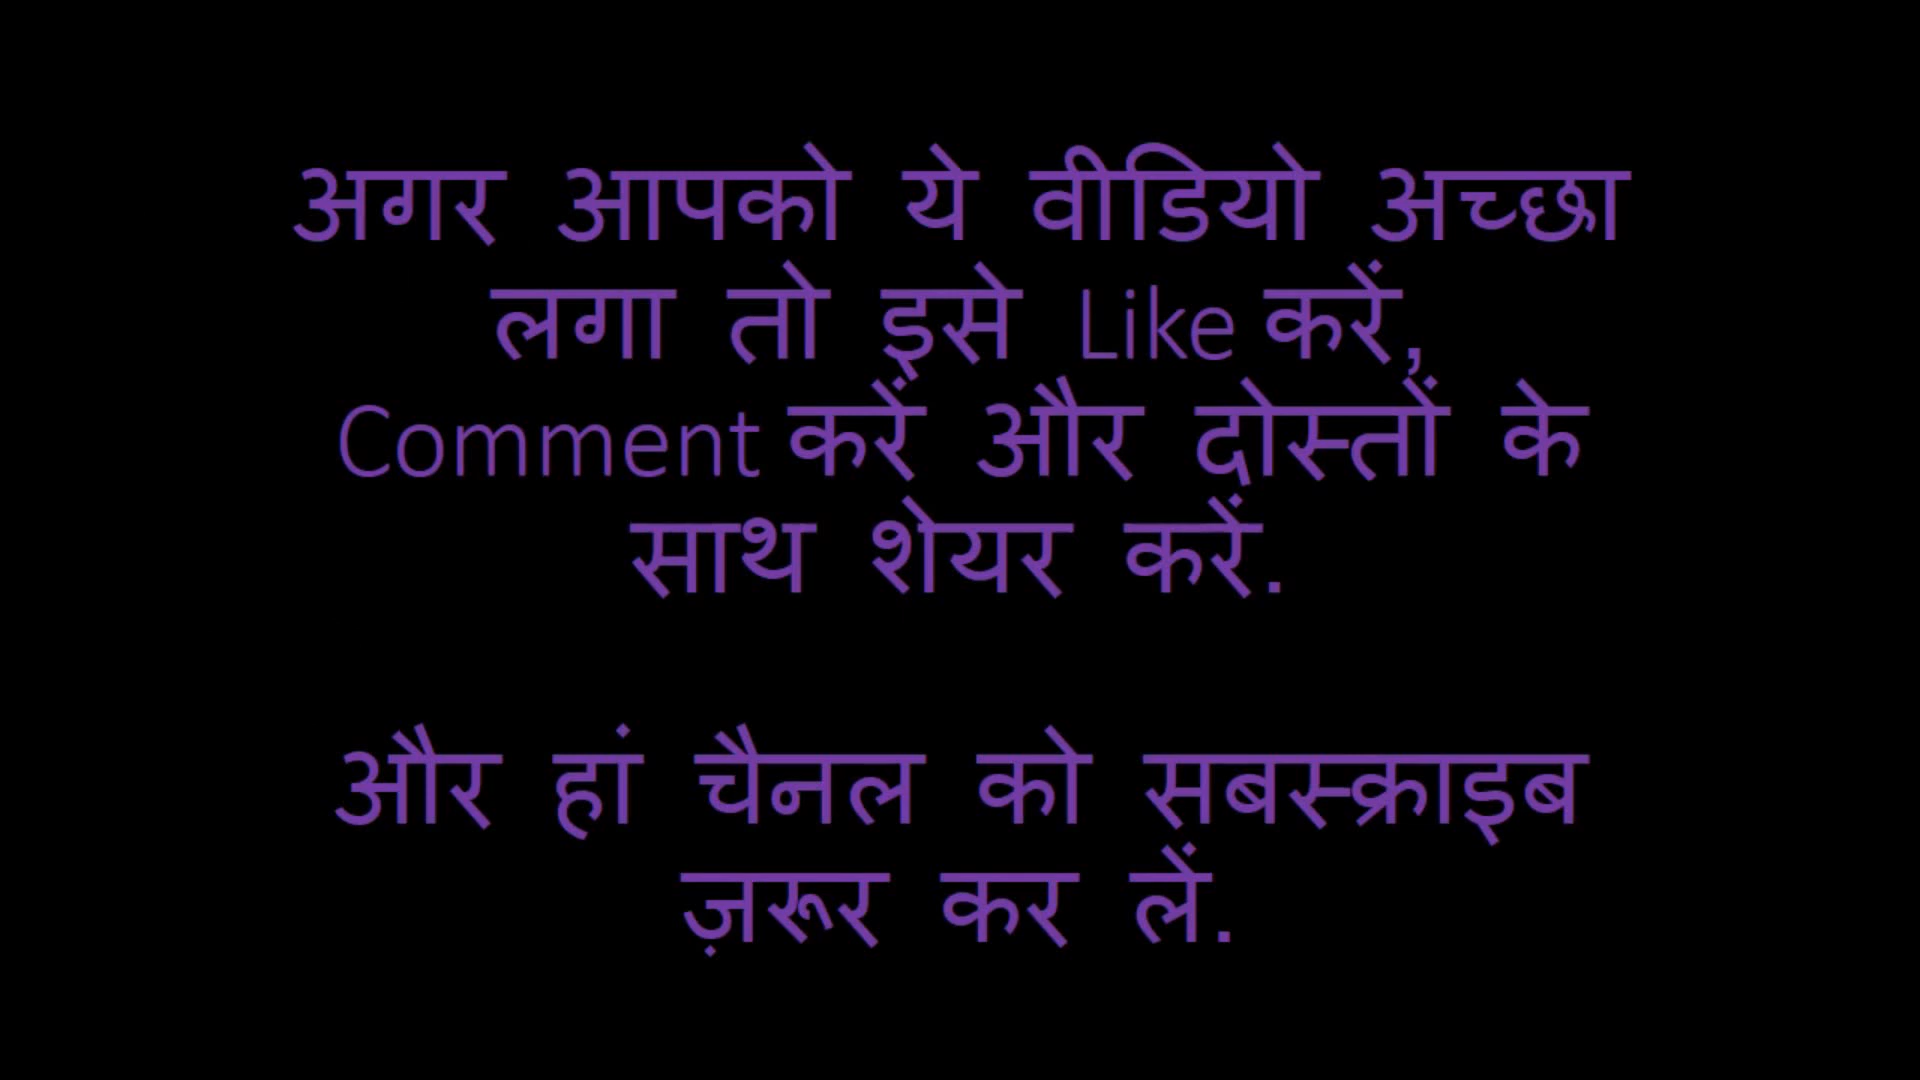 अगर आपको ये वीडियो अच्छा
लगा तो इसे Like करें,
Comment करें और दोस्तों के
साथ शेयर करें.
और हां चैनल को सबस्क्राइब
ज़रूर कर लें.